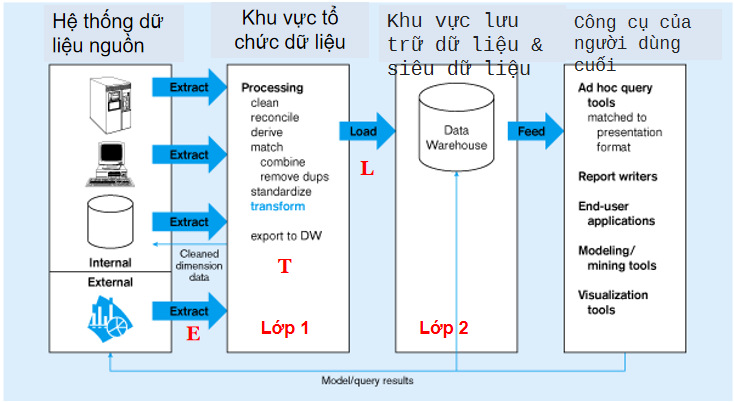 Hệ thống dữ
liệu nguồn
Khu vực tổ
chức dữ liệu
Khu vực lưu
trữ dữ liệu &
siêu dữ liệu
Công cụ của
người dùng
cuối
Extract
Extract
Extract
Internal
External
Extract
E
Cleaned
dimension
data
Processing
clean
reconcile
derive
match
combine
remove dups
standardize
transform
export to DW
T
Lớp 1
Load
L
Data
Warehouse
Lớp 2
Feed
Ad hoc query
tools
matched to
presentation
format
Report writers
End-user
applications
Modeling/
mining tools
Visualization
tools
Model/query results